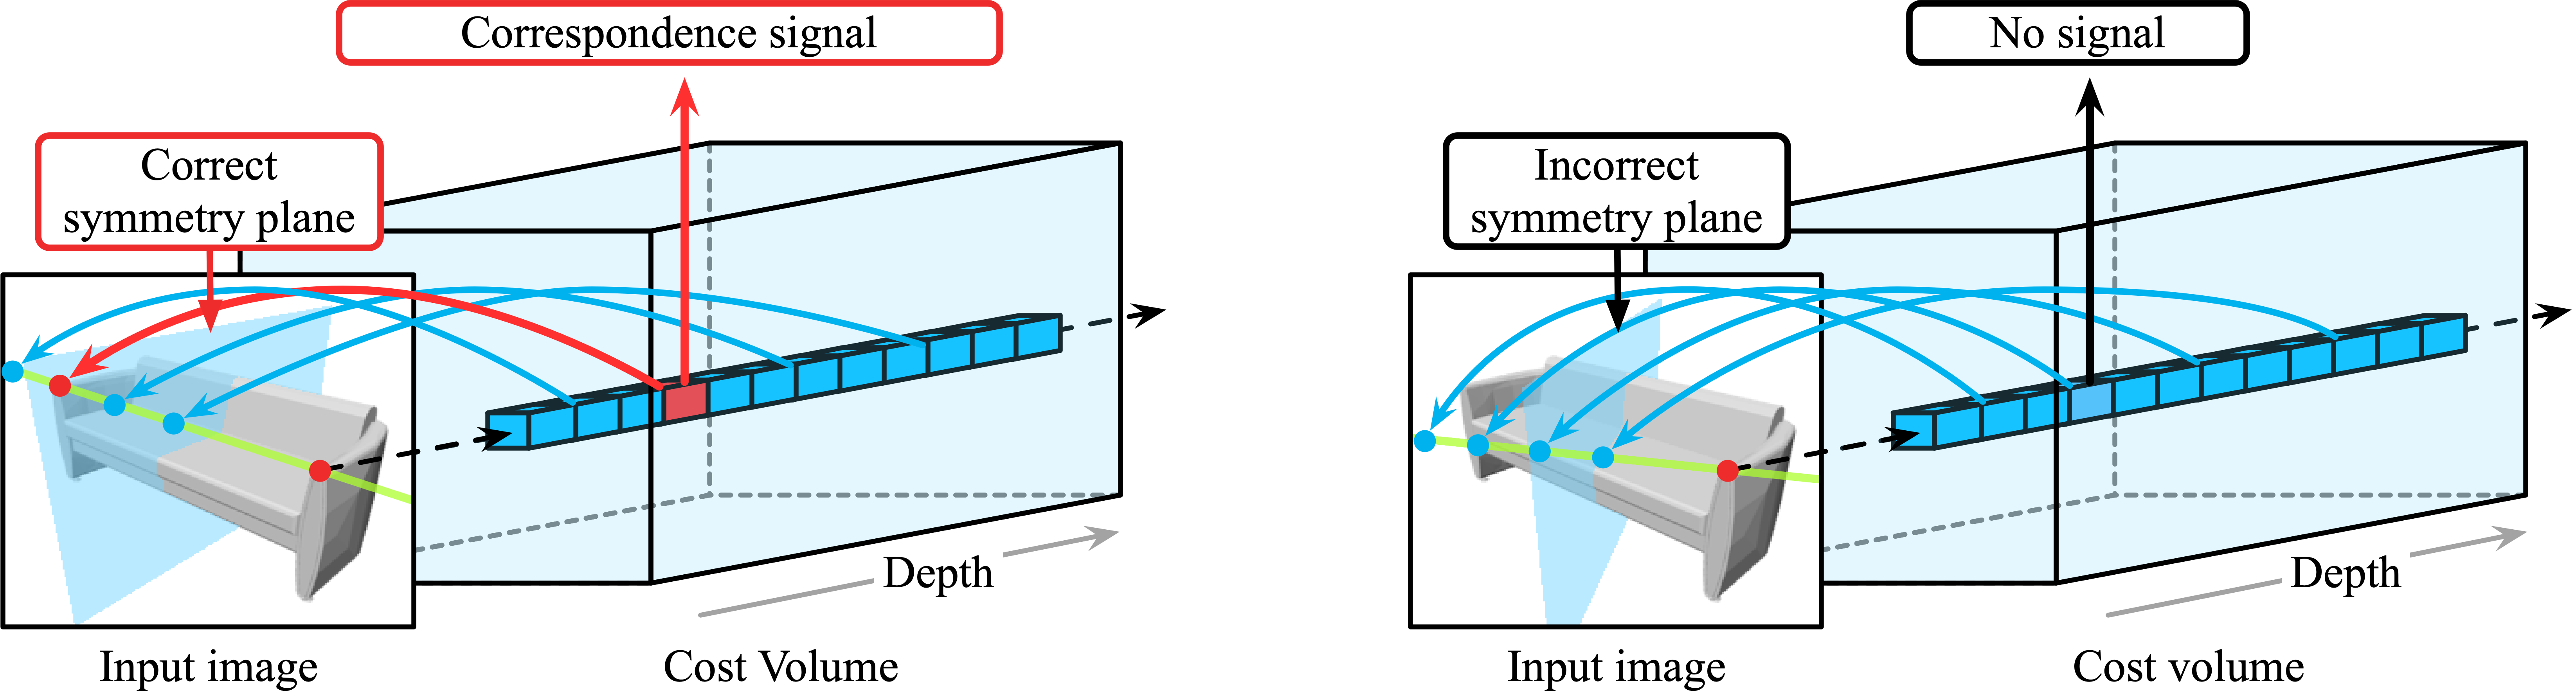 Correspondence signal
Correct
symmetry plane
Depth
Input image
Cost Volume
No signal
Incorrect
symmetry plane
Depth
Input image
Cost volume